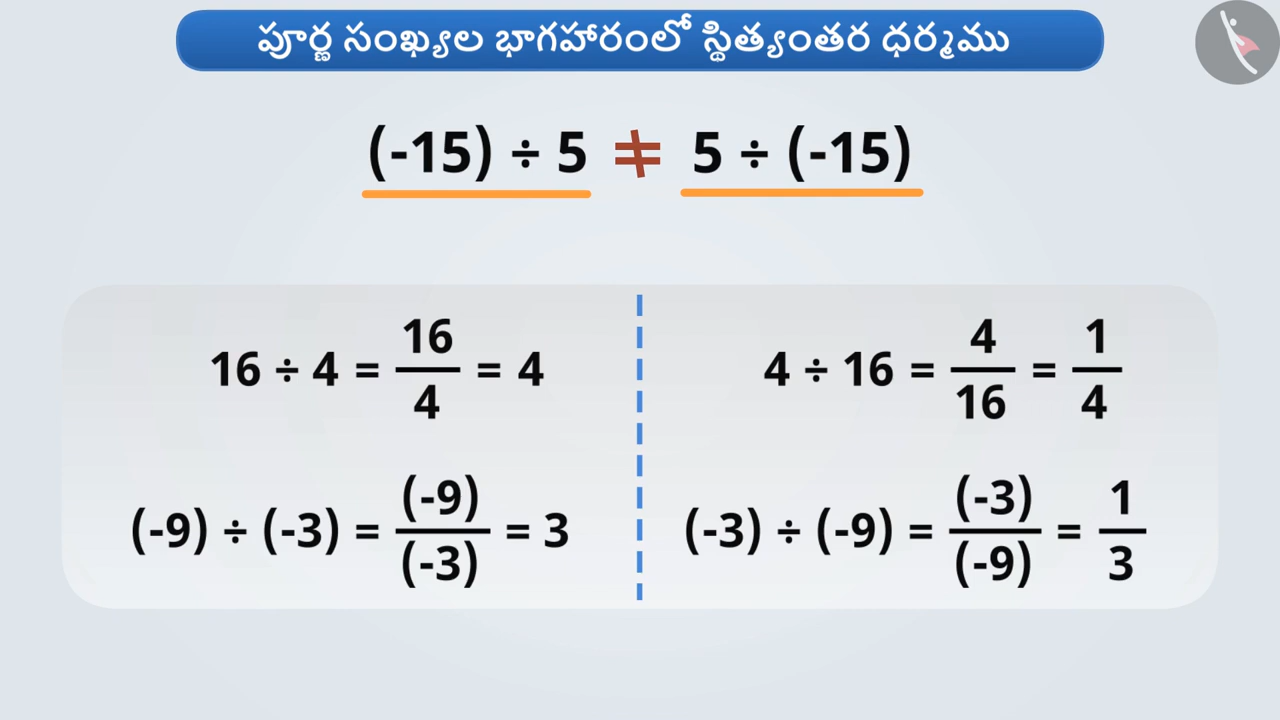 పూర్ణ సంఖ్యల భాగహారంలో స్థిత్యంతర ధర్మము
(-15) ÷ 5 ≠ 5 ÷ (-15)
16 ÷ 4 = 16/4 = 4
4 ÷ 16 = 4/16 = 1/4
(-9) ÷ (-3) = (-9)/(-3) = 3
(-3) ÷ (-9) = (-3)/(-9) = 1/3